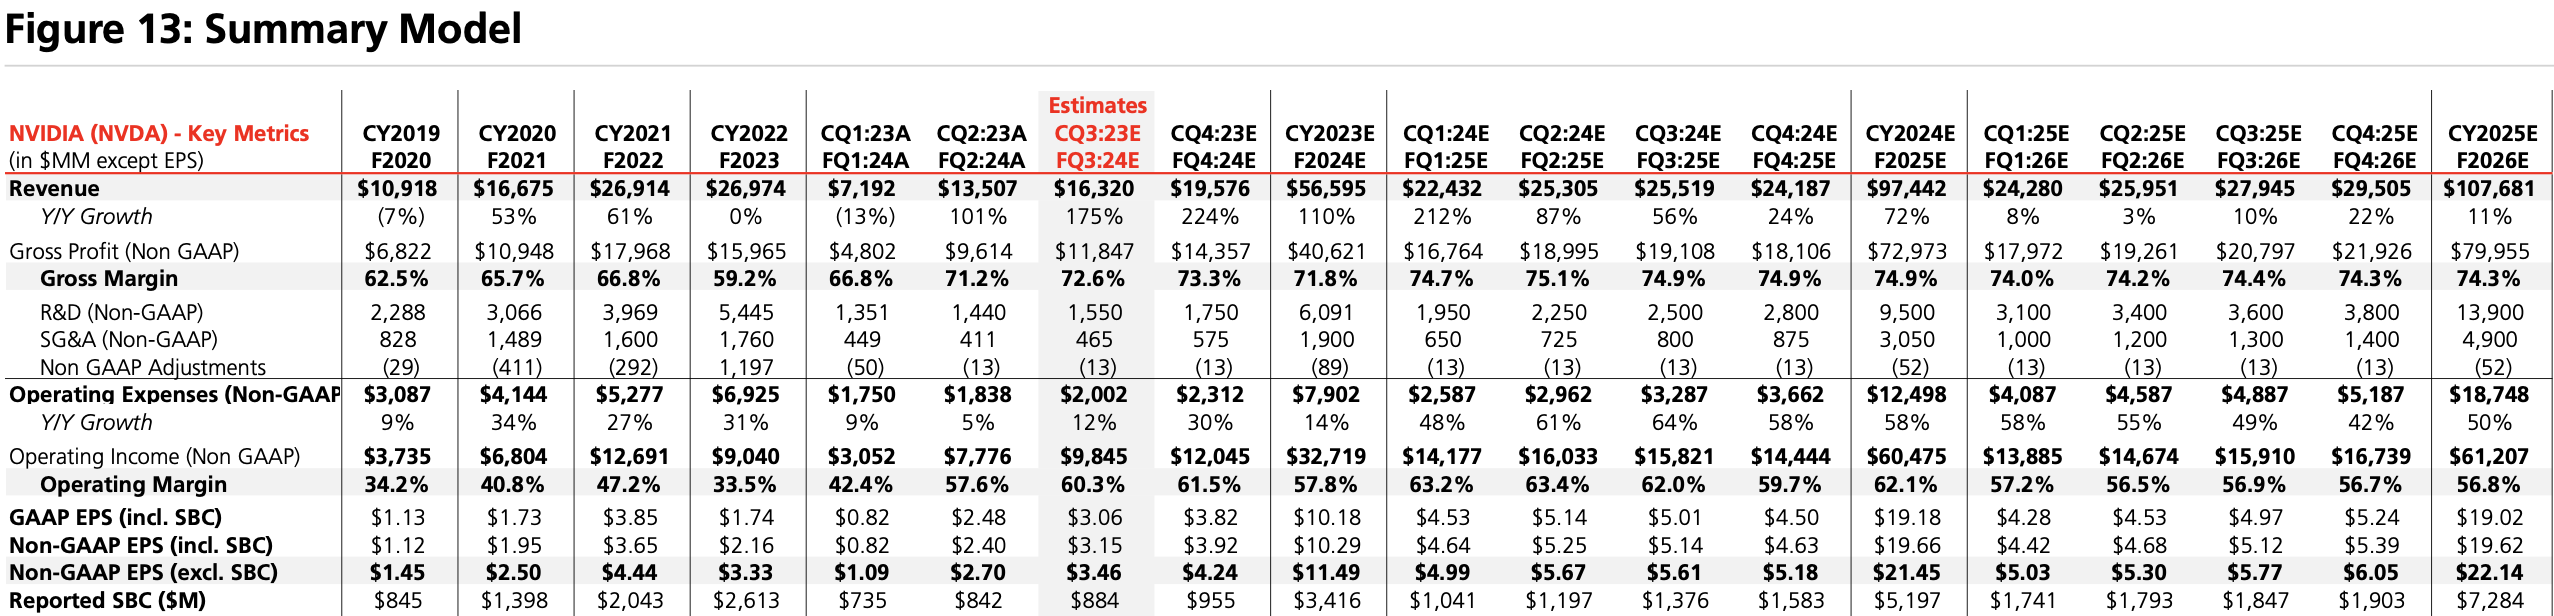 Figure 13: Summary Model
Estimates
NVIDIA (NVDA) - Key Metrics CY2019 CY2020 CY2021 CY2022 CQ1:23A CQ2:23A CQ3:23E CQ4:23E CY2023E CQ1:24E CQ2:24E CQ3:24E CQ4:24E CY2024E CQ1:25E CQ2:25E CQ3:25E CQ4:25E CY2025E
(in $MM except EPS) F2020 F2021 F2022 F2023 FQ1:24A FQ2:24A FQ3:24E FQ4:24E F2024E FQ1:25E FQ2:25E FQ3:25E FQ4:25E F2025E FQ1:26E FQ2:26E FQ3:26E FQ4:26E F2026E
Revenue $10,918 $16,675 $26,914 $26,974 $7,192 $13,507 $16,320 $19,576 $56,595 $22,432 $25,305 $25,519 $24,187 $97,442 $24,280 $25,951 $27,945 $29,505 $107,681
Y/Y Growth (7%) 53% 61% 0% (13%) 101% 175% 224% 110% 212% 87% 56% 24% 72% 8% 3% 10% 22% 11%
Gross Profit (Non GAAP) $6,822 $10,948 $17,968 $15,965 $4,802 $9,614 $11,847 $14,357 $40,621 $16,764 $18,995 $19,108 $18,106 $72,973 $17,972 $19,261 $20,797 $21,926 $79,955
Gross Margin 62.5% 65.7% 66.8% 59.2% 66.8% 71.2% 72.6% 73.3% 71.8% 74.7% 75.1% 74.9% 74.9% 74.9% 74.0% 74.2% 74.4% 74.3% 74.3%
R&D (Non-GAAP) 2,288 3,066 3,969 5,445 1,351 1,440 1,550 1,750 6,091 1,950 2,250 2,500 2,800 9,500 3,100 3,400 3,600 3,800 13,900
SG&A (Non-GAAP) 828 1,489 1,600 1,760 449 411 465 575 1,900 650 725 800 875 3,050 1,000 1,200 1,300 1,400 4,900
Non GAAP Adjustments (29) (411) (292) 1,197 (50) (13) (13) (13) (89) (13) (13) (13) (13) (52) (13) (13) (13) (13) (52)
Operating Expenses (Non-GAAP $3,087 $4,144 $5,277 $6,925 $1,750 $1,838 $2,002 $2,312 $7,902 $2,587 $2,962 $3,287 $3,662 $12,498 $4,087 $4,587 $4,887 $5,187 $18,748
Y/Y Growth 9% 34% 27% 31% 9% 5% 12% 30% 14% 48% 61% 64% 58% 58% 58% 55% 49% 42% 50%
Operating Income (Non GAAP) $3,735 $6,804 $12,691 $9,040 $3,052 $7,776 $9,845 $12,045 $32,719 $14,177 $16,033 $15,821 $14,444 $60,475 $13,885 $14,674 $15,910 $16,739 $61,207
Operating Margin 34.2% 40.8% 47.2% 33.5% 42.4% 57.6% 60.3% 61.5% 57.8% 63.2% 63.4% 62.0% 59.7% 62.1% 57.2% 56.5% 56.9% 56.7% 56.8%
GAAP EPS (incl. SBC) $1.13 $1.73 $3.85 $1.74 $0.82 $2.48 $3.06 $3.82 $10.18 $4.53 $5.14 $5.01 $4.50 $19.18 $4.28 $4.53 $4.97 $5.24 $19.02
Non-GAAP EPS (incl. SBC) $1.12 $1.95 $3.65 $2.16 $0.82 $2.40 $3.15 $3.92 $10.29 $4.64 $5.25 $5.14 $4.63 $19.66 $4.42 $4.68 $5.12 $5.39 $19.62
Non-GAAP EPS (excl. SBC) $1.45 $2.50 $4.44 $3.33 $1.09 $2.70 $3.46 $4.24 $11.49 $4.99 $5.67 $5.61 $5.18 $21.45 $5.03 $5.30 $5.77 $6.05 $22.14
Reported SBC ($M) $845 $1,398 $2,043 $2,613 $735 $842 $884 $955 $3,416 $1,041 $1,197 $1,376 $1,583 $5,197 $1,741 $1,793 $1,847 $1,903 $7,284